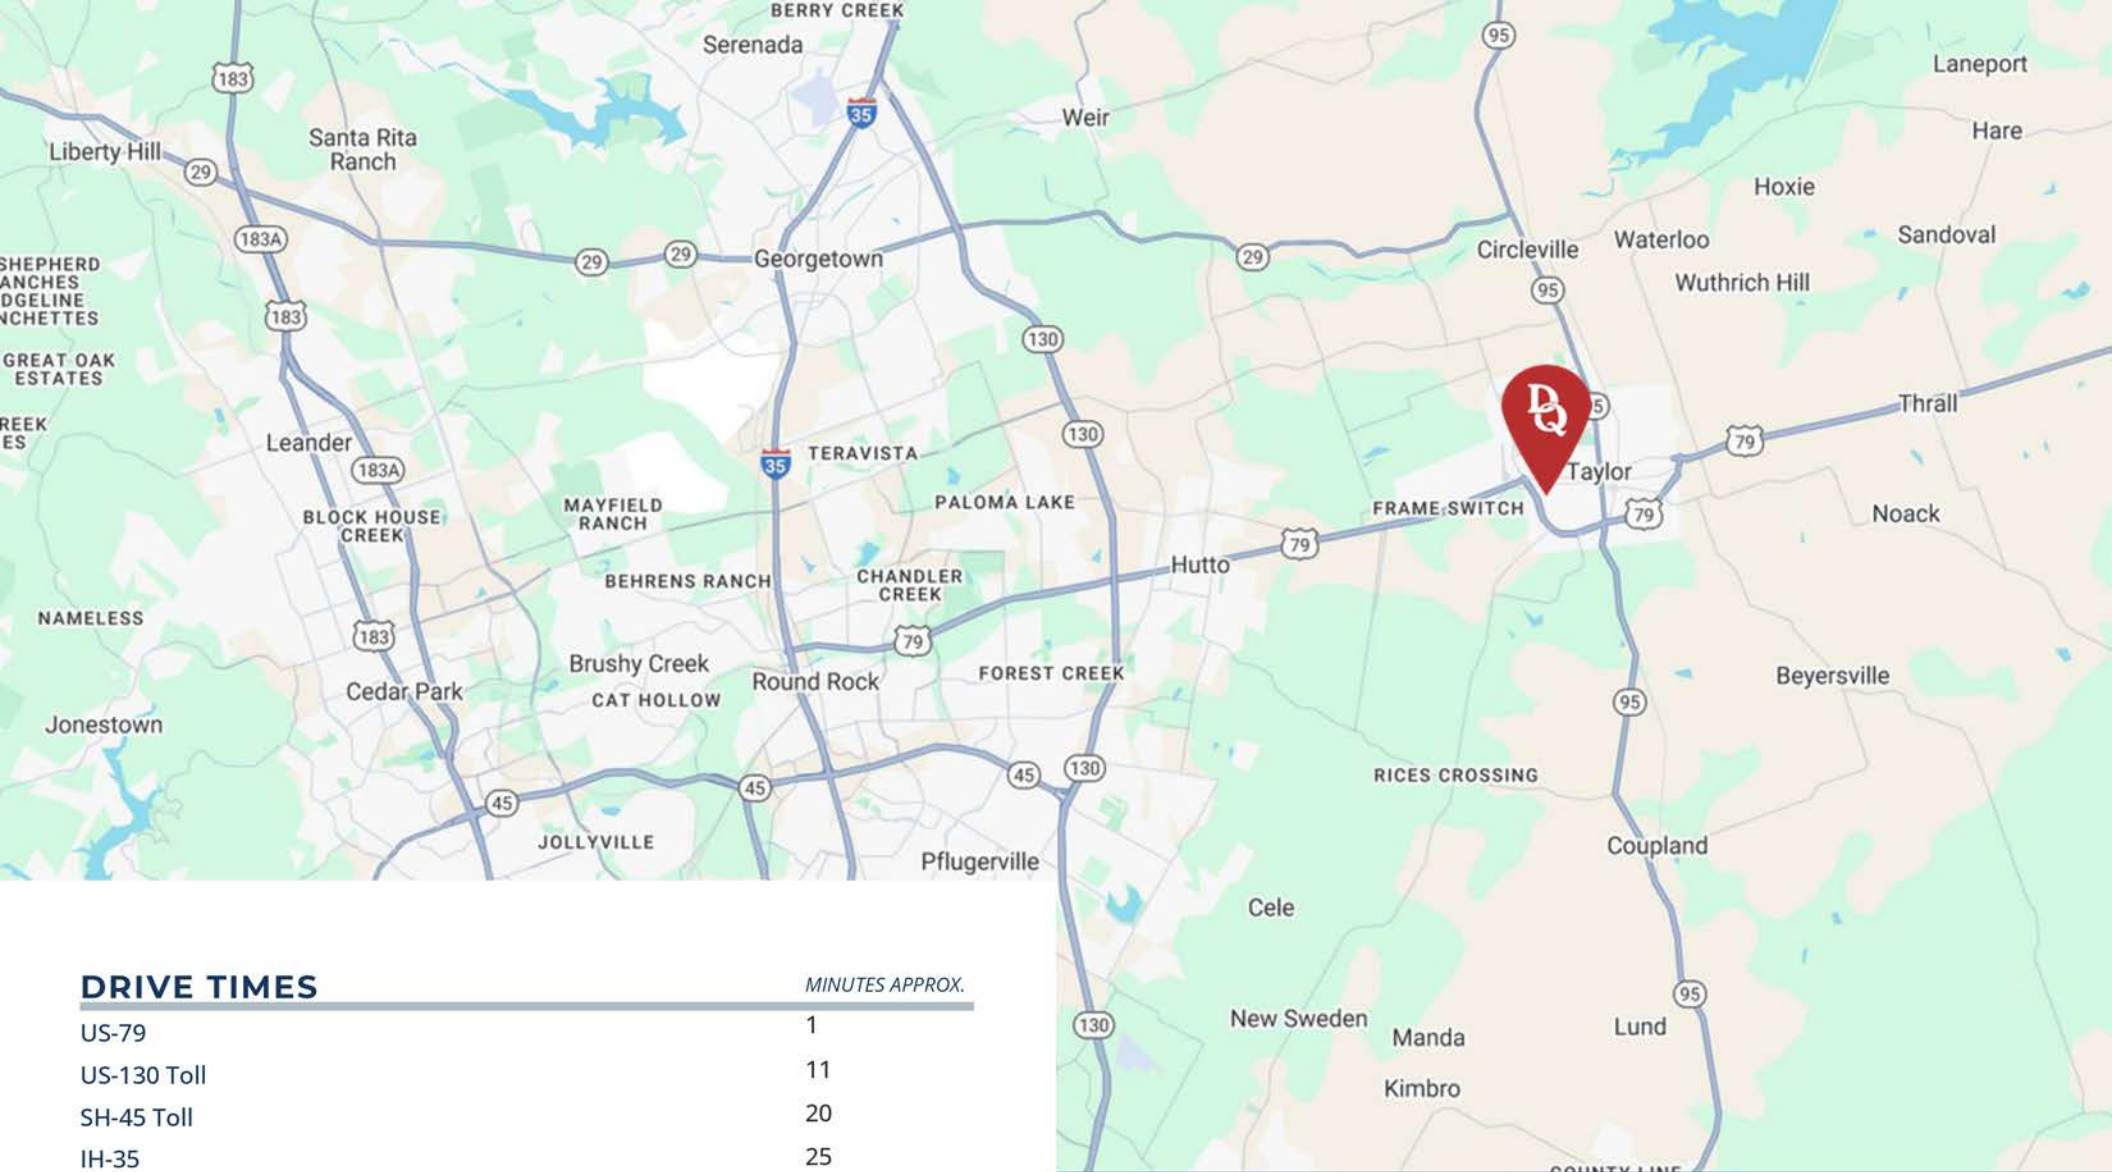 BERRY CREEK
Serenada
95
Laneport
183
35
Weir
Hare
Liberty Hill
Santa Rita
Ranch
29
Hoxie
183A
Georgetown
29
29
29
Circleville
Waterloo
Sandoval
SHEPHERD
ANCHES
DGELINE
NCHETTES
Wuthrich Hill
95
183
130
GREAT OAK
ESTATES
DQ
5
Thrall
REEK
ES
Leander
183A
35
TERAVISTA
130
79
Taylor
MAYFIELD
RANCH
PALOMA LAKE
FRAME SWITCH
79
Noack
BLOCK HOUSE
CREEK
Hutto
79
BEHRENS RANCH
CHANDLER
CREEK
NAMELESS
183
79
Brushy Creek
Round Rock
FOREST CREEK
Beyersville
Cedar Park
CAT HOLLOW
95
Jonestown
45
45
45
130
RICES CROSSING
JOLLYVILLE
Pflugerville
Coupland
Cele
95
New Sweden
Manda
Lund
130
Kimbro
COUNTY LINE
DRIVE TIMES MINUTES APPROX.
US-79 1
US-130 Toll 11
SH-45 Toll 20
IH-35 25